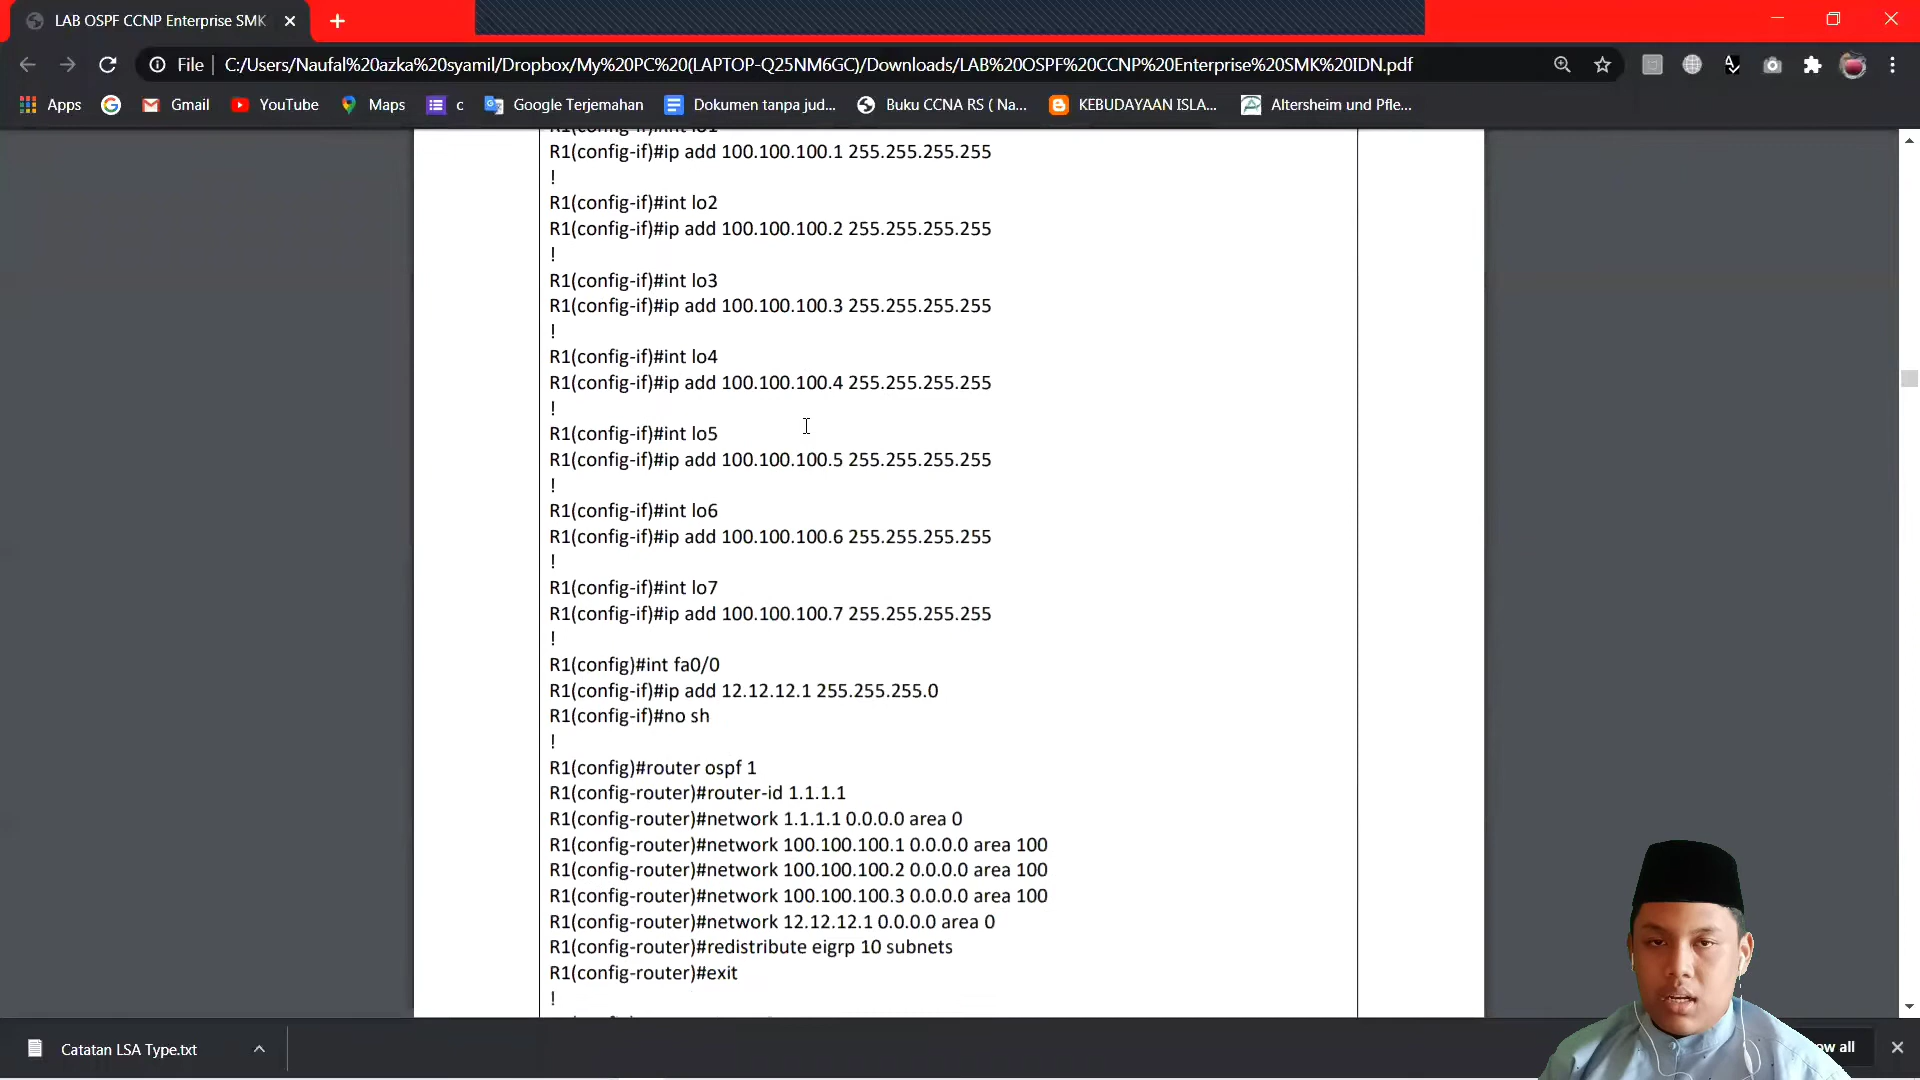 LAB OSPF CCNP Enterprise SMK
File
C:/Users/Naufal%20azka%20syamil/Dropbox/My%20PC%20(LAPTOP-Q25NM6GC)/Downloads/LAB%20OSPF%20CCNP%20Enterprise%20SMK%20IDN.pdf
Apps
Gmail
YouTube
Maps
c
Google Terjemahan
Dokumen tanpa jud...
Buku CCNA RS ( Na...
KEBUDAYAAN ISLA...
Altersheim und Pfle...
R1(config-if)#int lo1
R1(config-if)#ip add 100.100.100.1 255.255.255.255
!
R1(config-if)#int lo2
R1(config-if)#ip add 100.100.100.2 255.255.255.255
!
R1(config-if)#int lo3
R1(config-if)#ip add 100.100.100.3 255.255.255.255
!
R1(config-if)#int lo4
R1(config-if)#ip add 100.100.100.4 255.255.255.255
!
R1(config-if)#int lo5
R1(config-if)#ip add 100.100.100.5 255.255.255.255
!
R1(config-if)#int lo6
R1(config-if)#ip add 100.100.100.6 255.255.255.255
!
R1(config-if)#int lo7
R1(config-if)#ip add 100.100.100.7 255.255.255.255
!
R1(config)#int fa0/0
R1(config-if)#ip add 12.12.12.1 255.255.255.0
R1(config-if)#no sh
!
R1(config)#router ospf 1
R1(config-router)#router-id 1.1.1.1
R1(config-router)#network 1.1.1.1 0.0.0.0 area 0
R1(config-router)#network 100.100.100.1 0.0.0.0 area 100
R1(config-router)#network 100.100.100.2 0.0.0.0 area 100
R1(config-router)#network 100.100.100.3 0.0.0.0 area 100
R1(config-router)#network 12.12.12.1 0.0.0.0 area 0
R1(config-router)#redistribute eigrp 10 subnets
R1(config-router)#exit
!
Catatan LSA Type.txt
ow all